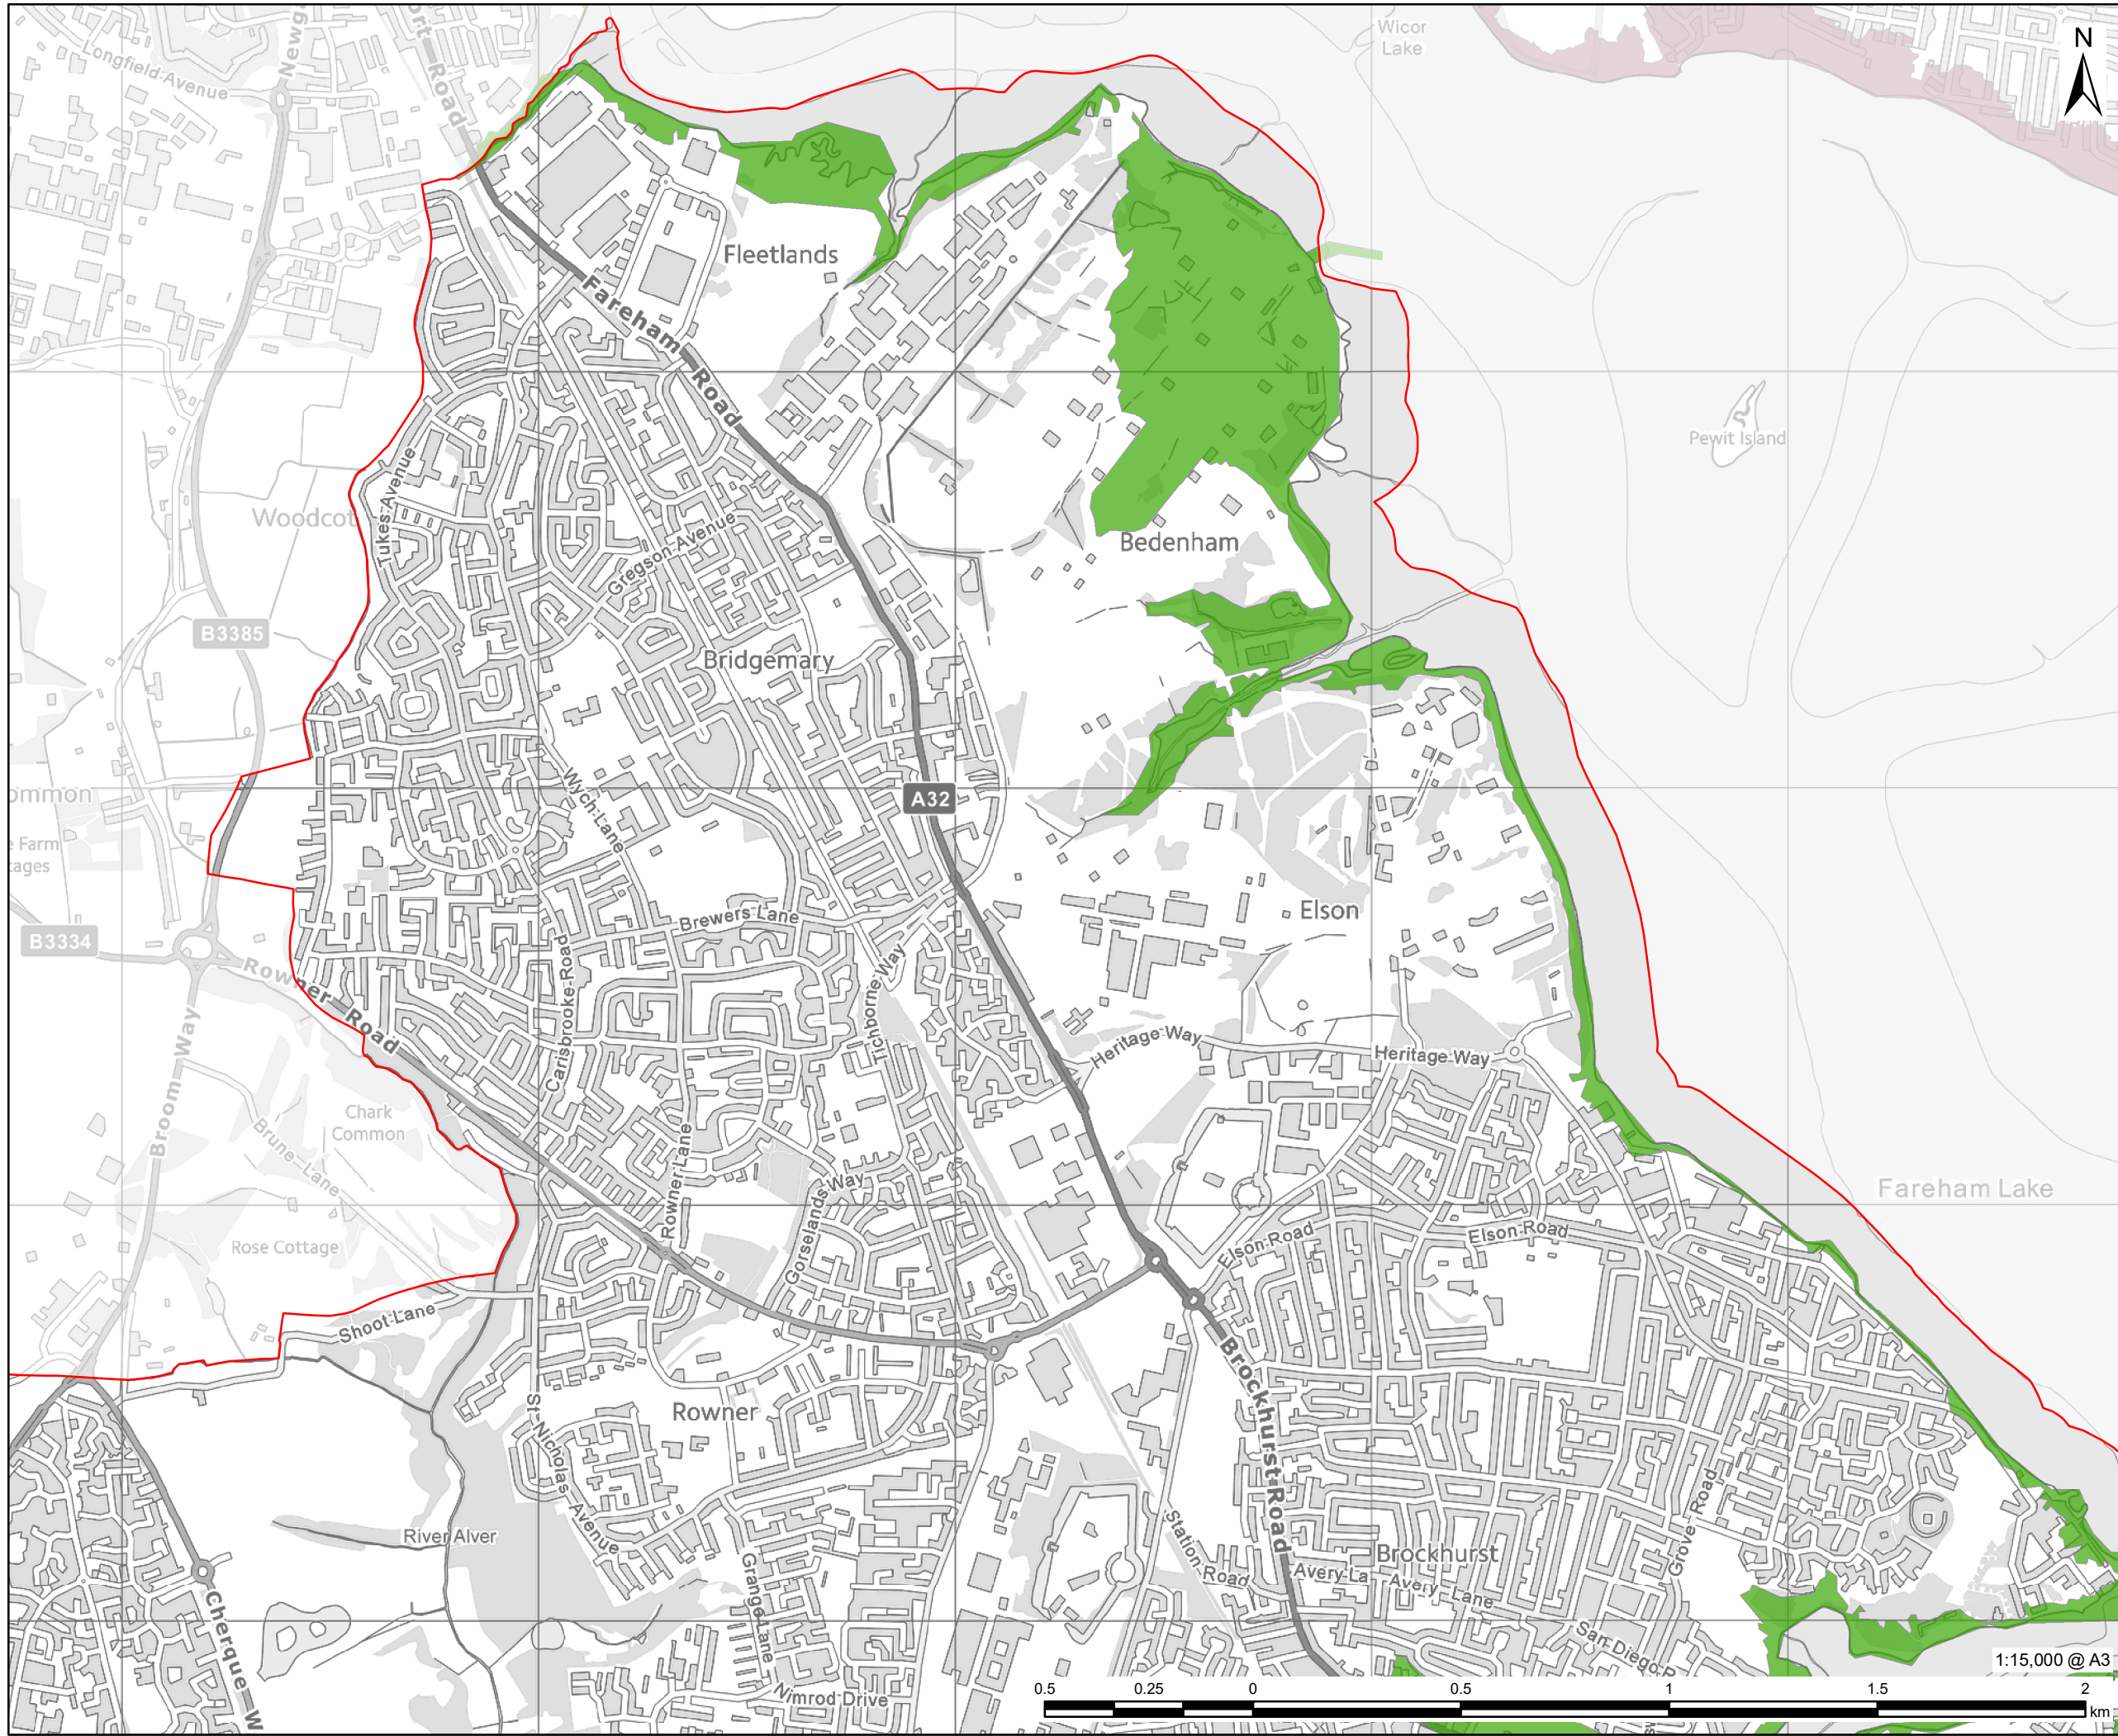 Longfield Avenue
Newg
ort Road
Wicor
Lake
N
Fleetlands
Fareham Road
Pewit Island
Woodcot
Tukes Avenue
Gregson Avenue
Bedenham
B3385
Bridgemary
ommon
Wych Lane
A32
e Farm
tages
Brewers Lane
Elson
B3334
Rowner Road
Carisbrooke Road
Tichborne Way
Heritage Way
Heritage Way
Broom Way
Chark
Common
Brune Lane
Rowner Lane
Gorselands Way
Fareham Lake
Rose Cottage
Elson Road
Elson Road
Shoot Lane
Brockhurst Road
Rowner
St Nicholas Avenue
River Alver
Station Road
Grove Road
Brockhurst
Avery La
Avery Lane
Grange Lane
Cherque W
San Diego R
1:15,000 @ A3
Nimrod Drive
0.5 0.25 0 0.5 1 1.5 2
km